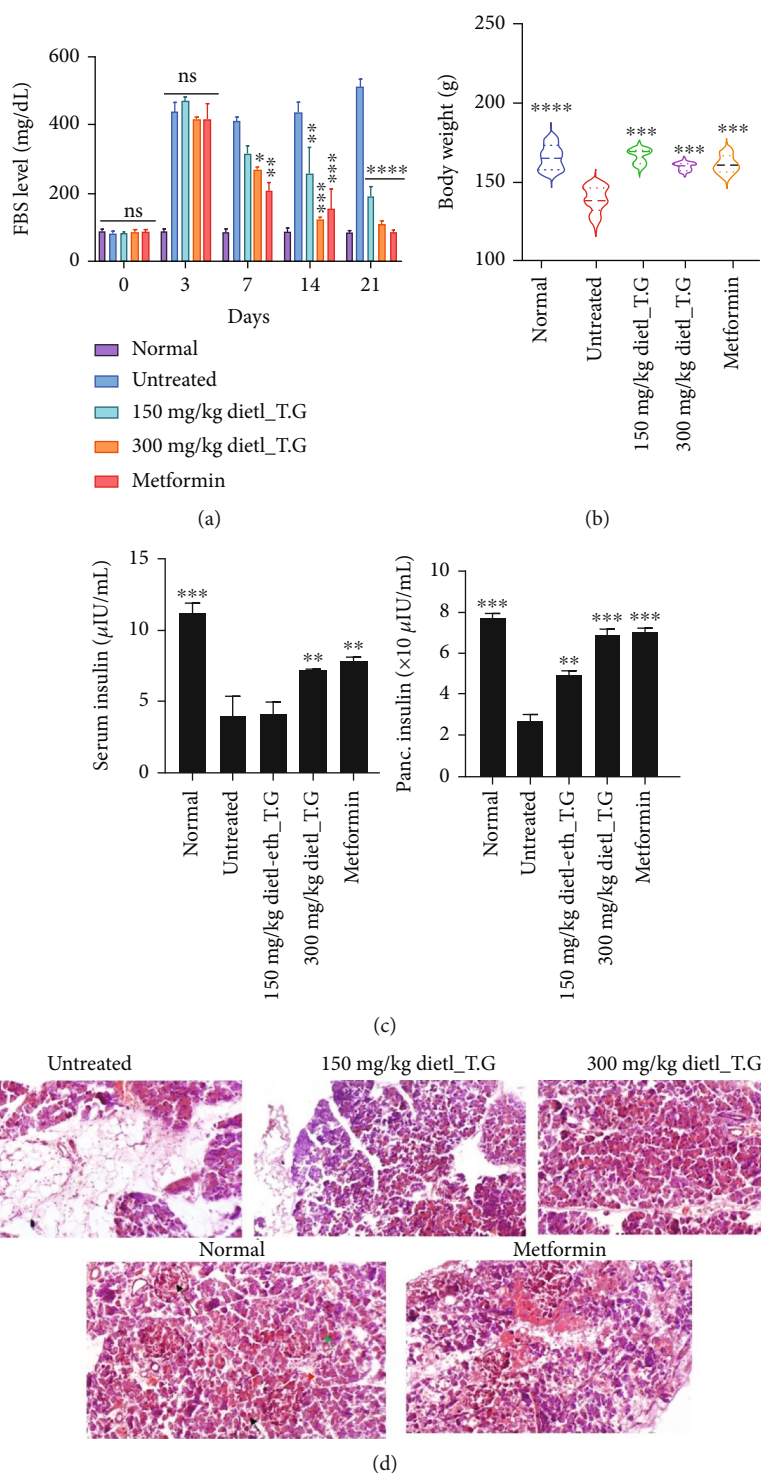 600
400
200
0
FBS level (mg/dL)
ns
ns
*
**
**
***
***
****
0 3 7 14 21
Days
Normal
Untreated
150 mg/kg dietl_T.G
300 mg/kg dietl_T.G
Metformin
(a)
250
200
150
100
Body weight (g)
**** *** *** ***
Normal
Untreated
150 mg/kg dietl_T.G
300 mg/kg dietl_T.G
Metformin
(b)
15
10
5
0
Serum insulin (µIU/mL)
*** ** **
Normal
Untreated
150 mg/kg dietl-eth_T.G
300 mg/kg dietl_T.G
Metformin
10
8
6
4
2
0
Panc. insulin (×10 µIU/mL)
*** ** *** ***
Normal
Untreated
150 mg/kg dietl-eth_T.G
300 mg/kg dietl_T.G
Metformin
(c)
Untreated 150 mg/kg dietl_T.G 300 mg/kg dietl_T.G
Normal Metformin
(d)